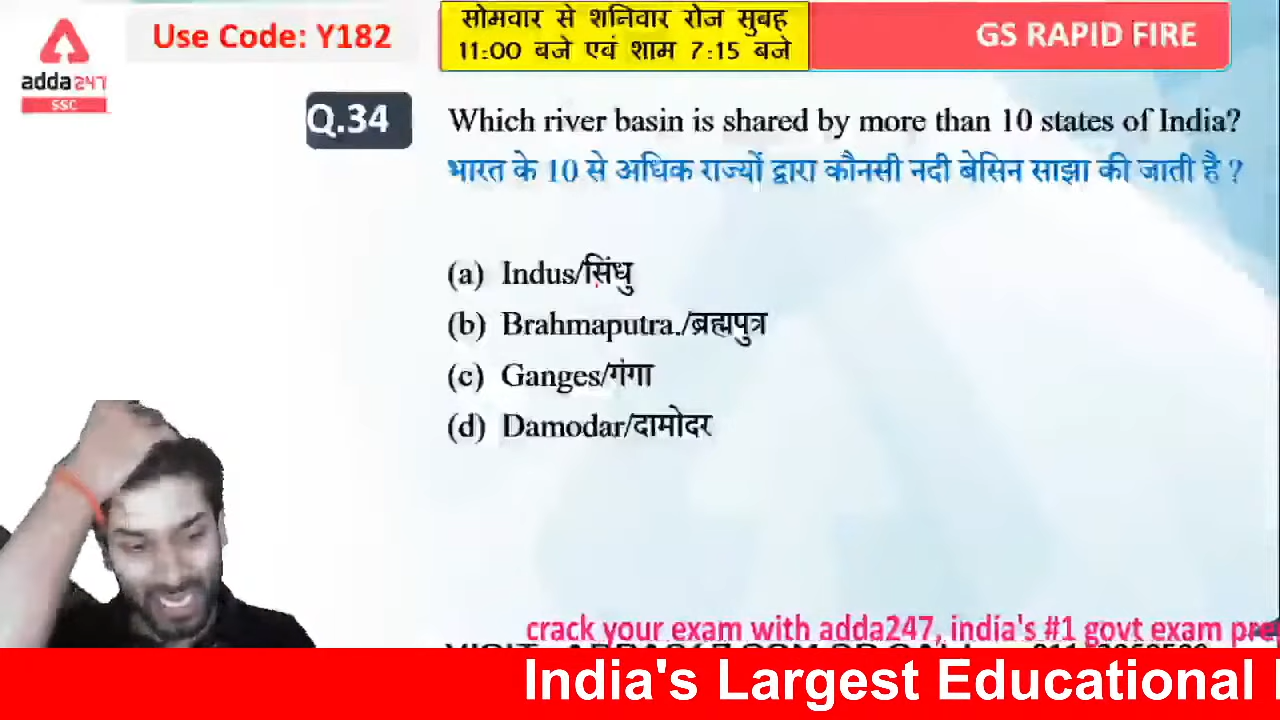 Use Code: Y182
सोमवार से शनिवार रोज सुबह
11:00 बजे एवं शाम 7:15 बजे
GS RAPID FIRE
adda247
SSC
Q.34
Which river basin is shared by more than 10 states of India?
भारत के 10 से अधिक राज्यों द्वारा कौनसी नदी बेसिन साझा की जाती है ?
(a) Indus/सिंधु
(b) Brahmaputra./ब्रह्मपुत्र
(c) Ganges/गंगा
(d) Damodar/दामोदर
crack your exam with adda247, india's #1 govt exam pre
India's Largest Educational